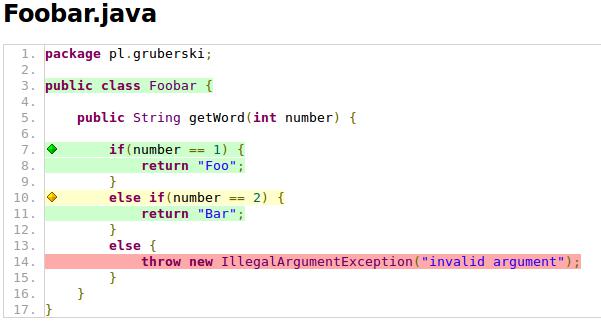 Foobar.java
1. package pl.gruberski;
2.
3. public class Foobar {
4.
5.     public String getWord(int number) {
6.
7.         if(number == 1) {
8.             return "Foo";
9.         }
10.         else if(number == 2) {
11.             return "Bar";
12.         }
13.         else {
14.             throw new IllegalArgumentException("invalid argument");
15.         }
16.     }
17. }